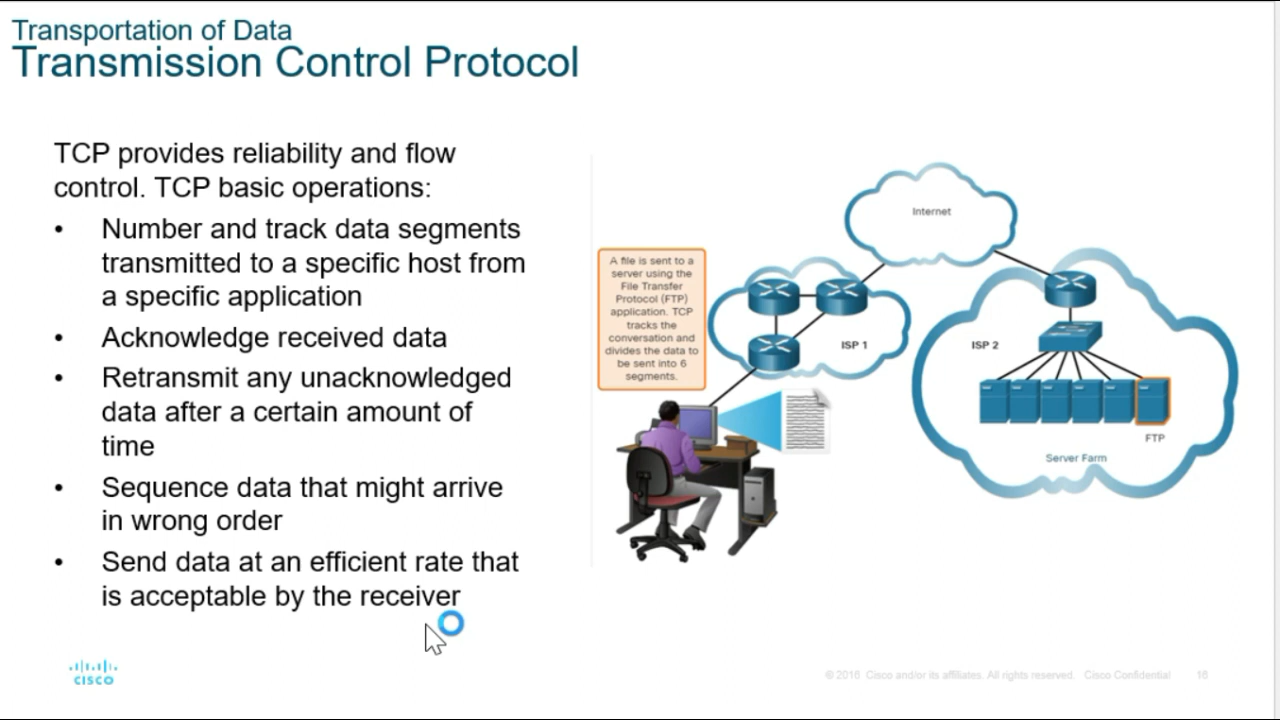 Transportation of Data
Transmission Control Protocol
TCP provides reliability and flow
control. TCP basic operations:
• Number and track data segments
transmitted to a specific host from
a specific application
• Acknowledge received data
• Retransmit any unacknowledged
data after a certain amount of
time
• Sequence data that might arrive
in wrong order
• Send data at an efficient rate that
is acceptable by the receiver
A file is sent to a
server using the
File Transfer
Protocol (FTP)
application. TCP
tracks the
conversation and
divides the data to
be sent into 6
segments.
Internet
ISP 1
ISP 2
FTP
Server Farm
CISCO
© 2016 Cisco and/or its affiliates. All rights reserved. Cisco Confidential 16